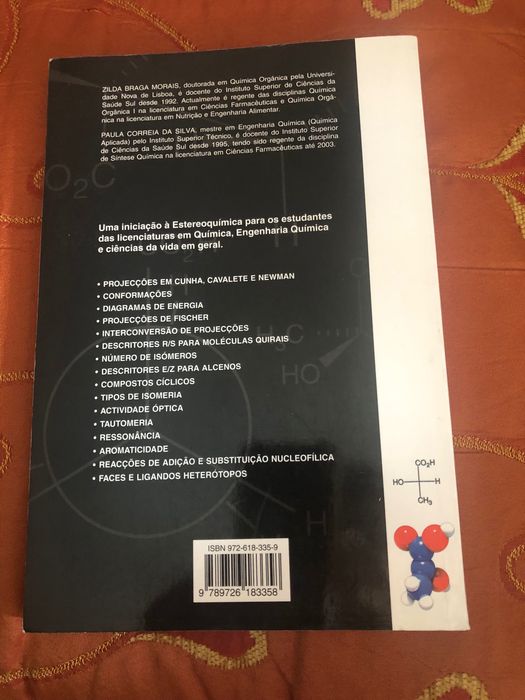 ZILDA BRAGA MORAIS, doutorada em Química Orgânica pela Universi-
dade Nova de Lisboa, é docente do Instituto Superior de Ciências da
Saúde Sul desde 1992. Actualmente é regente das disciplinas Química
Orgânica I na licenciatura em Ciências Farmacêuticas e Química Orgâ-
nica na licenciatura em Nutrição e Engenharia Alimentar.
PAULA CORREIA DA SILVA, mestre em Engenharia Química (Química
Aplicada) pelo Instituto Superior Técnico, é docente do Instituto Superior
de Ciências da Saúde Sul desde 1995, tendo sido regente da disciplina
de Síntese Química na licenciatura em Ciências Farmacêuticas até 2003.
O₂C
Uma iniciação à Estereoquímica para os estudantes
das licenciaturas em Química, Engenharia Química
e ciências da vida em geral.
H
• PROJECÇÕES EM CUNHA, CAVALETE E NEWMAN
• CONFORMAÇÕES
• DIAGRAMAS DE ENERGIA
• PROJECÇÕES DE FISCHER
• INTERCONVERSÃO DE PROJECÇÕES
• DESCRITORES R/S PARA MOLÉCULAS QUIRAIS
H₃C
• NÚMERO DE ISÓMEROS
• DESCRITORES E/Z PARA ALCENOS
HO
• COMPOSTOS CÍCLICOS
• TIPOS DE ISOMERIA
• ACTIVIDADE ÓPTICA
• TAUTOMERIA
• RESSONÂNCIA
• AROMATICIDADE
• REACÇÕES DE ADIÇÃO E SUBSTITUIÇÃO NUCLEOFÍLICA
• FACES E LIGANDOS HETERÓTOPOS
CO₂H
HO H
CH₃
H
ISBN 972-618-335-9
9 789726 183358